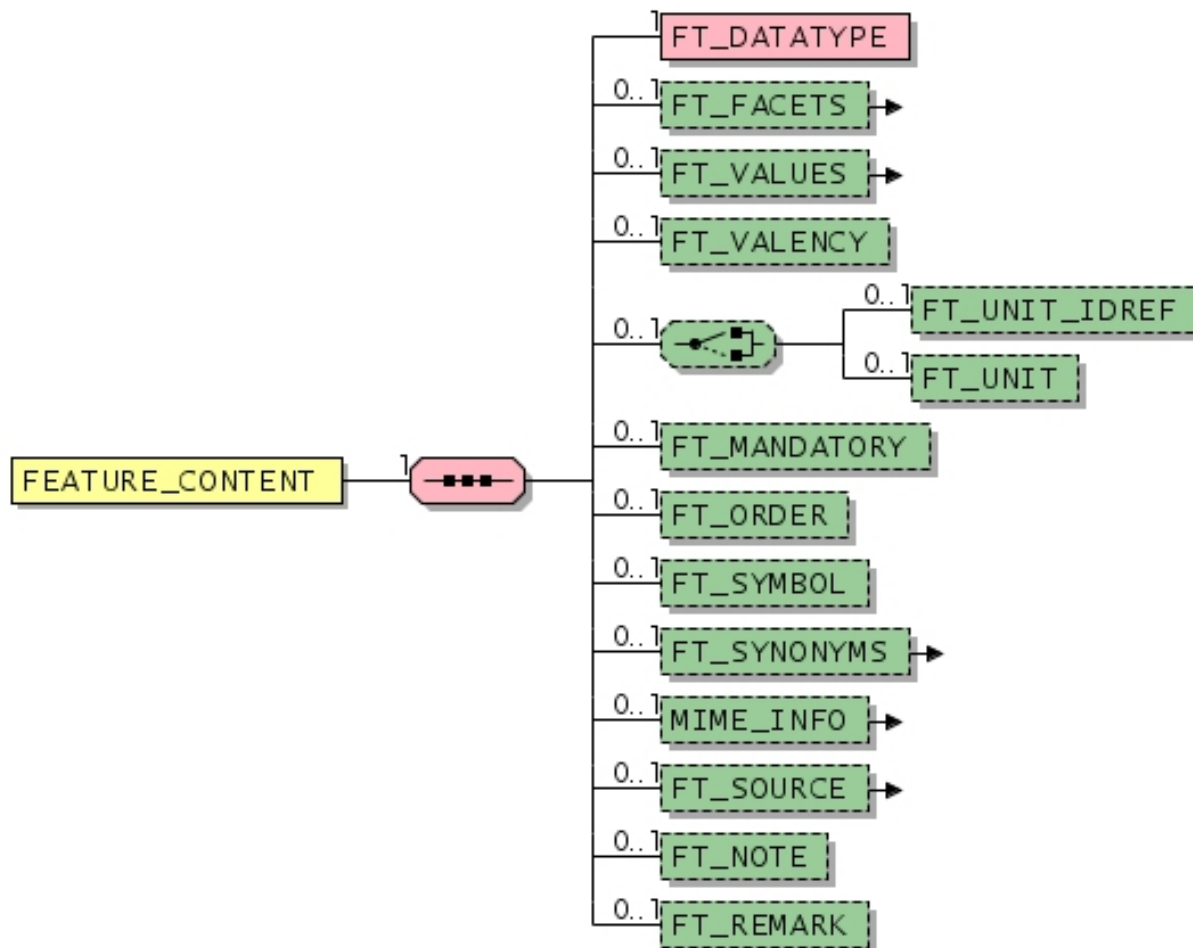 1
FT_DATATYPE
0..1
FT_FACETS
0..1
FT_VALUES
0..1
FT_VALENCY
0..1
0..1
FT_UNIT_IDREF
0..1
FT_UNIT
0..1
FT_MANDATORY
FEATURE_CONTENT
1
0..1
FT_ORDER
0..1
FT_SYMBOL
0..1
FT_SYNONYMS
0..1
MIME_INFO
0..1
FT_SOURCE
0..1
FT_NOTE
0..1
FT_REMARK